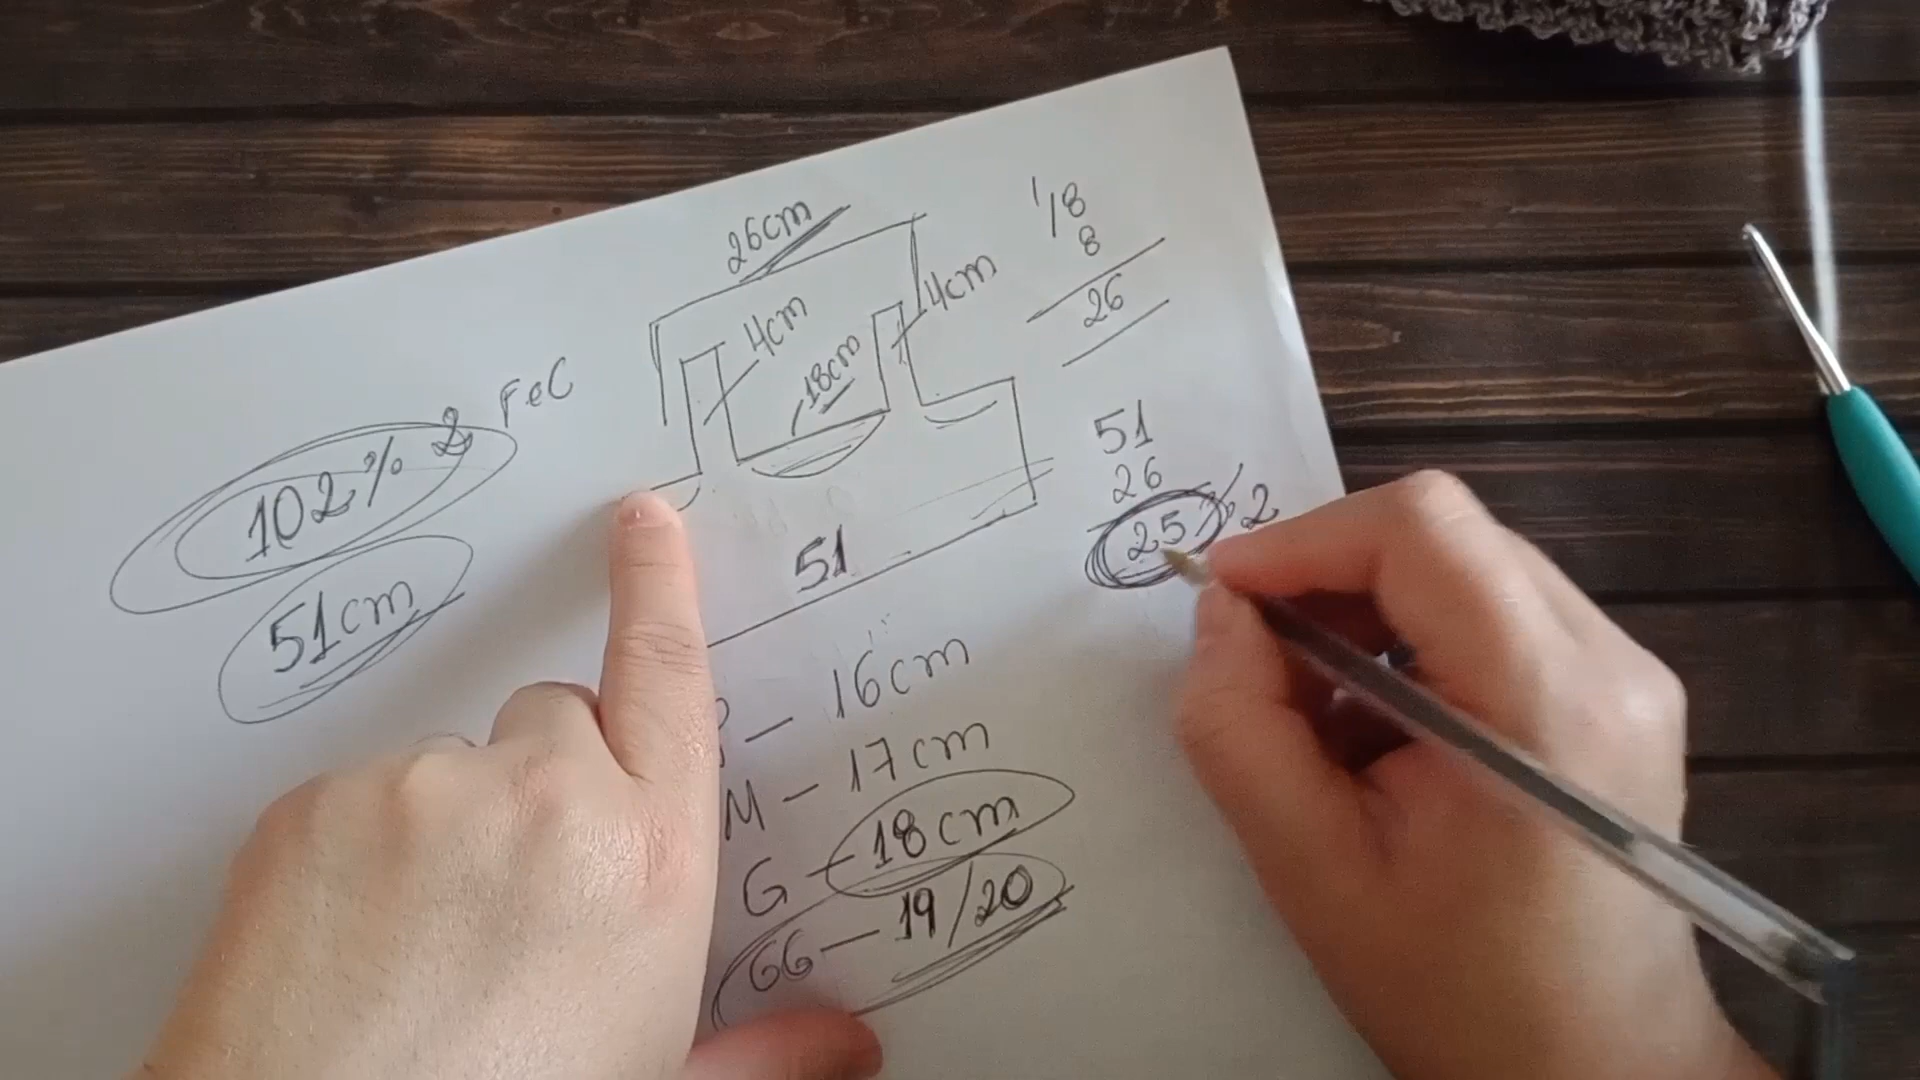 26cm
4cm
4cm
18cm
18
8
26
FeC
102% 2
51cm
51
26
25 % 2
51
P - 16cm
M - 17cm
G - 18cm
GG - 19/20